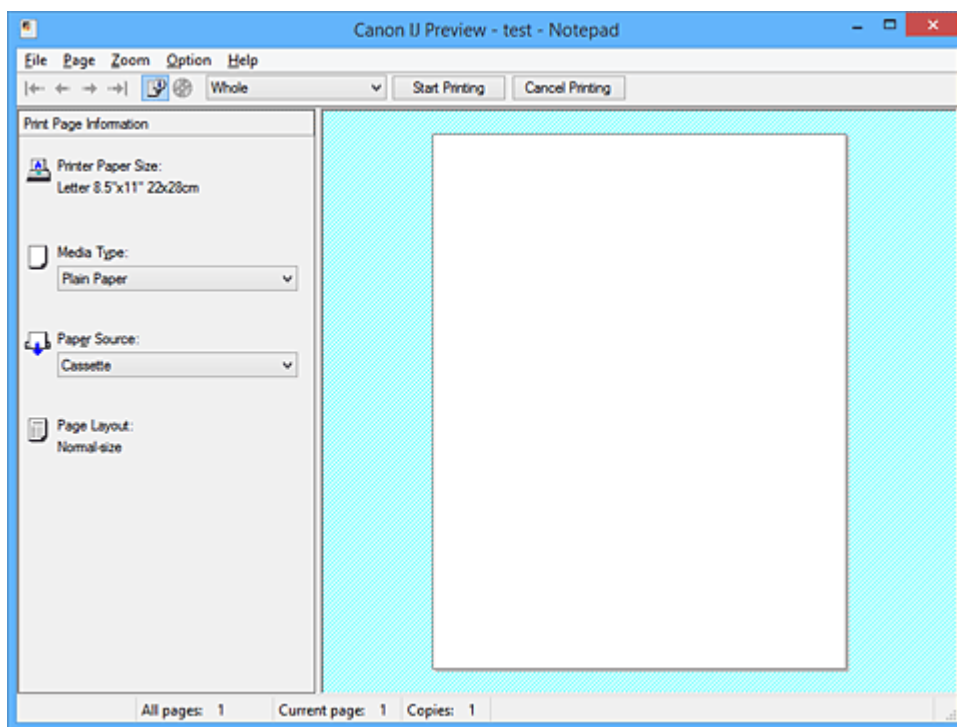 Canon IJ Preview - test - Notepad
File Page Zoom Option Help
Whole Start Printing Cancel Printing
Print Page Information
Printer Paper Size:
Letter 8.5"x11" 22x28cm
Media Type:
Plain Paper
Paper Source:
Cassette
Page Layout:
Normal-size
All pages: 1 Current page: 1 Copies: 1